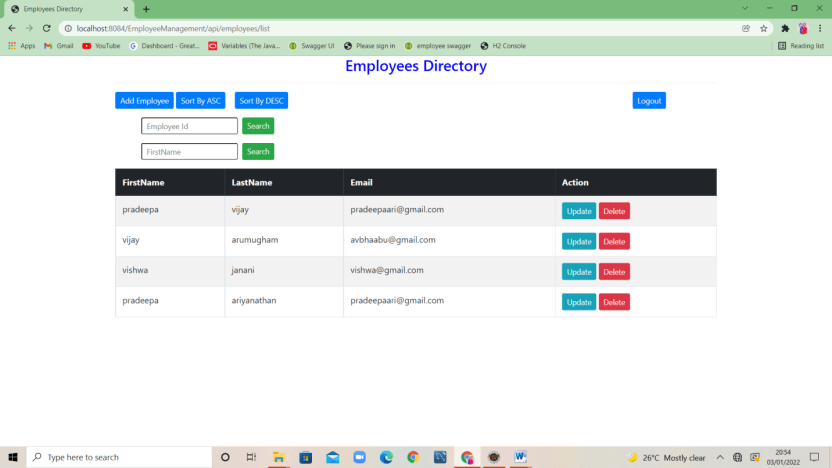 Employees Directory
localhost:8084/EmployeeManagement/api/employees/list
Apps Gmail YouTube Dashboard - Great... Variables (The Java... Swagger UI Please sign in employee swagger H2 Console Reading list
Employees Directory
Add Employee Sort By ASC Sort By DESC Logout
Employee Id Search
FirstName Search
FirstName LastName Email Action
pradeepa vijay pradeepaari@gmail.com Update Delete
vijay arumugham avbhaabu@gmail.com Update Delete
vishwa janani vishwa@gmail.com Update Delete
pradeepa ariyanathan pradeepaari@gmail.com Update Delete
Type here to search 26°C Mostly clear 20:54
03/01/2022